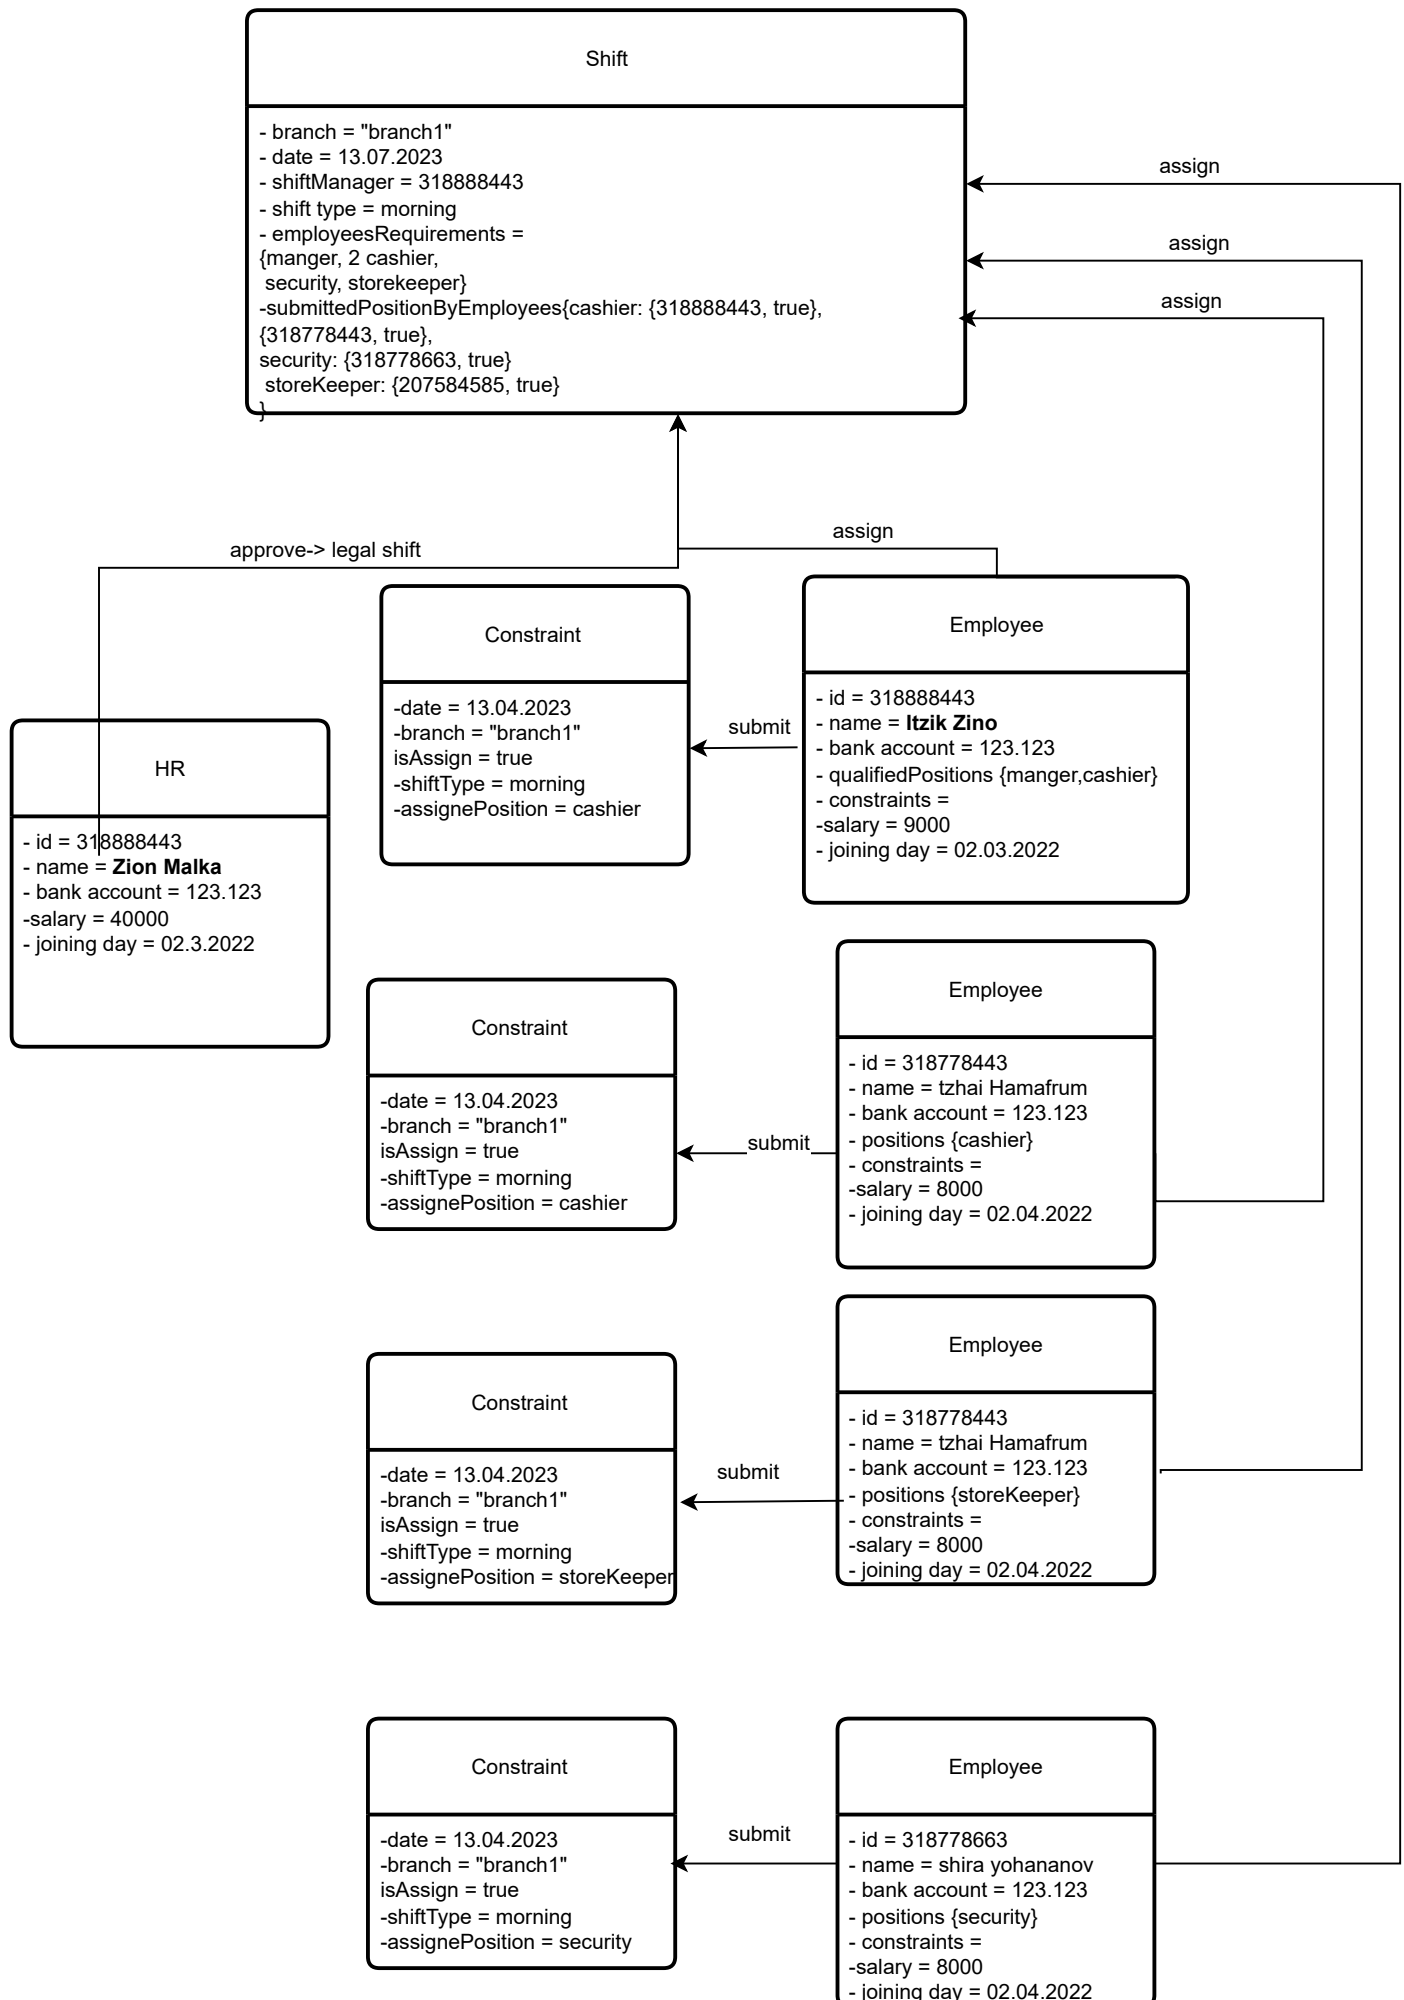 Shift
- branch = "branch1"
- date = 13.07.2023
- shiftManager = 318888443
- shift type = morning
- employeesRequirements =
{manger, 2 cashier,
security, storekeeper}
-submittedPositionByEmployees{cashier: {318888443, true},
{318778443, true},
security: {318778663, true}
storeKeeper: {207584585, true}
}
assign
assign
assign
assign
approve-> legal shift
Constraint
-date = 13.04.2023
-branch = "branch1"
isAssign = true
-shiftType = morning
-assignePosition = cashier
submit
Employee
- id = 318888443
- name = Itzik Zino
- bank account = 123.123
- qualifiedPositions {manger,cashier}
- constraints =
-salary = 9000
- joining day = 02.03.2022
HR
- id = 318888443
- name = Zion Malka
- bank account = 123.123
-salary = 40000
- joining day = 02.3.2022
Constraint
-date = 13.04.2023
-branch = "branch1"
isAssign = true
-shiftType = morning
-assignePosition = cashier
submit
Employee
- id = 318778443
- name = tzhai Hamafrum
- bank account = 123.123
- positions {cashier}
- constraints =
-salary = 8000
- joining day = 02.04.2022
Constraint
-date = 13.04.2023
-branch = "branch1"
isAssign = true
-shiftType = morning
-assignePosition = storeKeeper
submit
Employee
- id = 318778443
- name = tzhai Hamafrum
- bank account = 123.123
- positions {storeKeeper}
- constraints =
-salary = 8000
- joining day = 02.04.2022
Constraint
-date = 13.04.2023
-branch = "branch1"
isAssign = true
-shiftType = morning
-assignePosition = security
submit
Employee
- id = 318778663
- name = shira yohananov
- bank account = 123.123
- positions {security}
- constraints =
-salary = 8000
- joining day = 02.04.2022